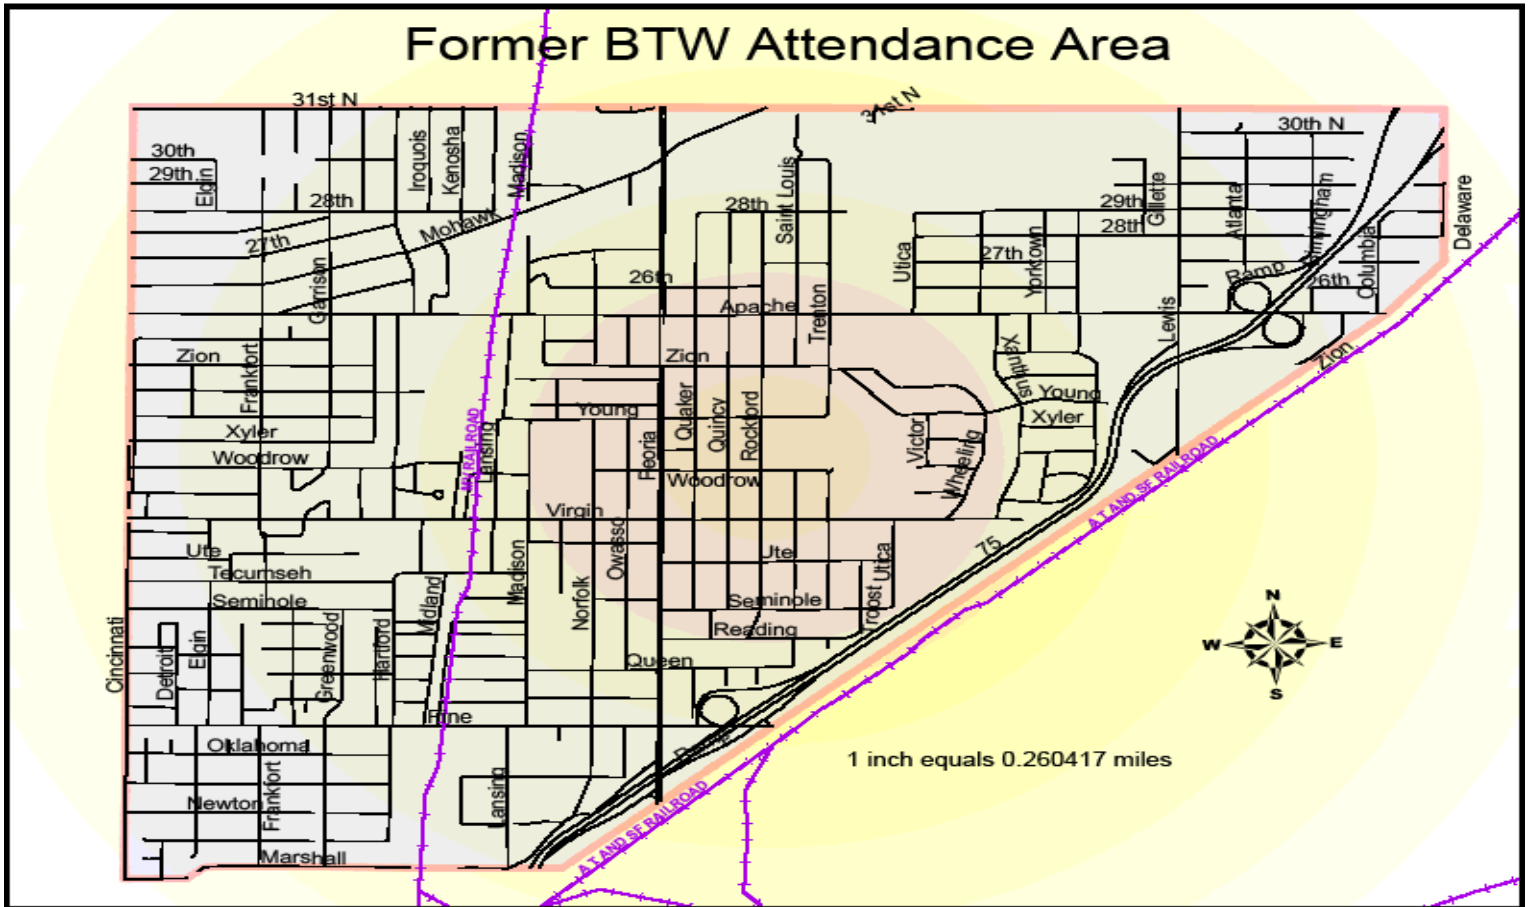 Former BTW Attendance Area
31st N
31st N
30th N
30th
29th
Elgin
Iroquois
Kenosha
Madison
Saint Louis
Gillette
Atlanta
Birmingham
Delaware
28th
28th
29th
28th
Mohawk
27th
27th
Utica
Yorktown
Columbia
Garrison
26th
Ramp
26th
Apache
Trenton
Lewis
Zion
Zion
Zion
Frankfort
Xanthus
Young
Young
Quaker
Quincy
Rockford
Xyler
Xyler
Victor
Wheeling
Peoria
Lansing
RAILROAD
Woodrow
Woodrow
A T AND SF RAILROAD
Virgin
Owasso
75
Ute
Ute
Utica
Tecumseh
Madison
Midland
Norfolk
Seminole
Seminole
Troost
Reading
N
W
E
S
Cincinnati
Detroit
Elgin
Greenwood
Hartford
Queen
Pine
Oklahoma
1 inch equals 0.260417 miles
Newton
Frankfort
Lansing
A T AND SF RAILROAD
Marshall